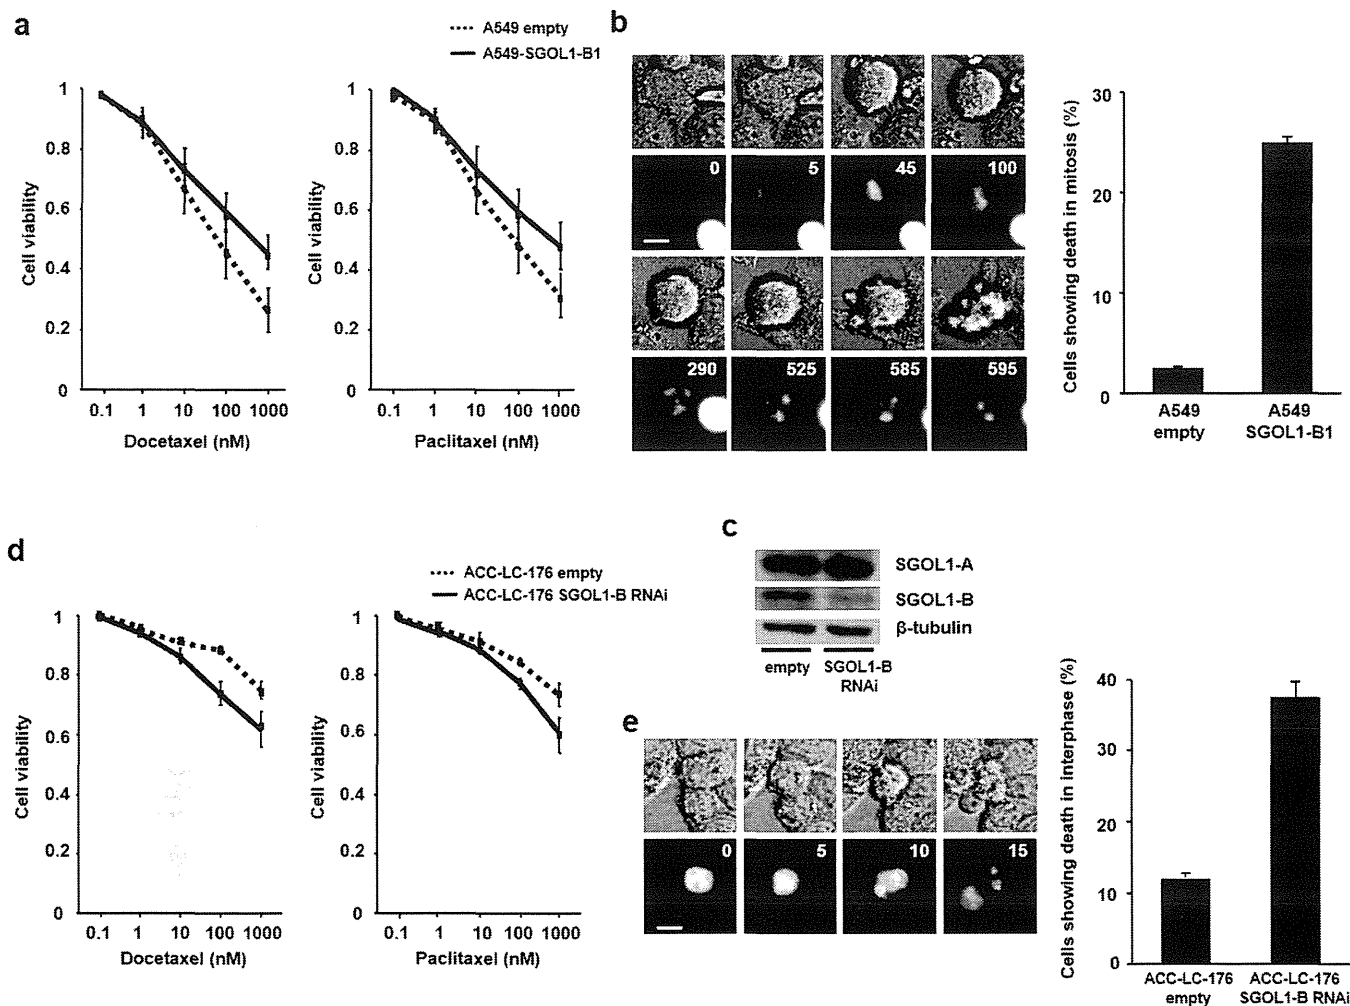 a
A549 empty
A549-SGOL1-B1
Cell viability
1
0.8
0.6
0.4
0.2
0
0.1 1 10 100 1000
Docetaxel (nM)
Cell viability
1
0.8
0.6
0.4
0.2
0
0.1 1 10 100 1000
Paclitaxel (nM)
b
0 5 45 100
290 525 585 595
Cells showing death in mitosis (%)
30
20
10
0
A549 empty
A549 SGOL1-B1
c
SGOL1-A
SGOL1-B
β-tubulin
empty
SGOL1-B RNAi
d
ACC-LC-176 empty
ACC-LC-176 SGOL1-B RNAi
Cell viability
1
0.8
0.6
0.4
0.2
0
0.1 1 10 100 1000
Docetaxel (nM)
Cell viability
1
0.8
0.6
0.4
0.2
0
0.1 1 10 100 1000
Paclitaxel (nM)
e
0 5 10 15
Cells showing death in interphase (%)
40
30
20
10
0
ACC-LC-176 empty
ACC-LC-176 SGOL1-B RNAi